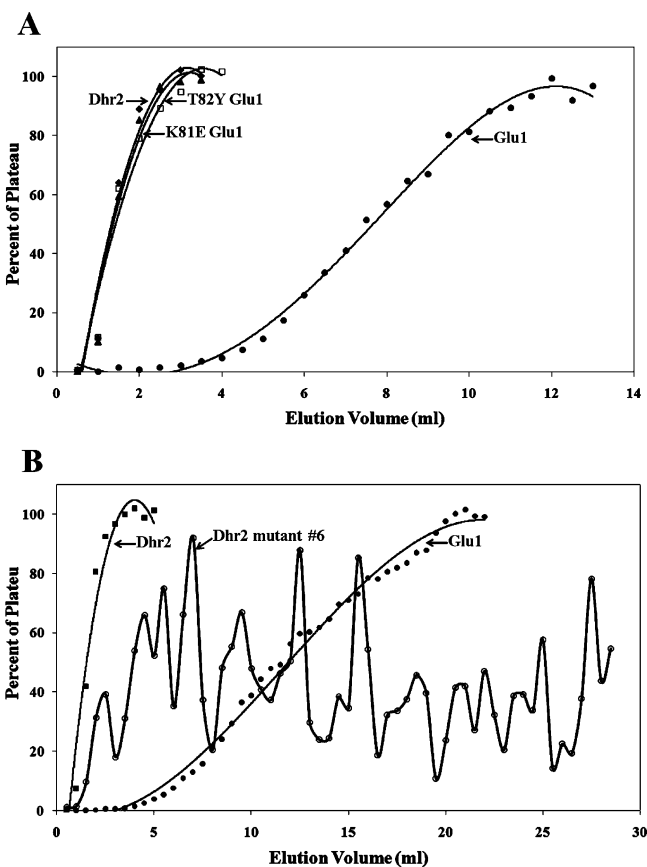 A
Percent of Plateau
100
80
60
40
20
0
Dhr2
T82Y Glu1
K81E Glu1
Glu1
0 2 4 6 8 10 12 14
Elution Volume (ml)
B
Percent of Plateu
100
80
60
40
20
0
Dhr2
Dhr2 mutant #6
Glu1
0 5 10 15 20 25 30
Elution Volume (ml)